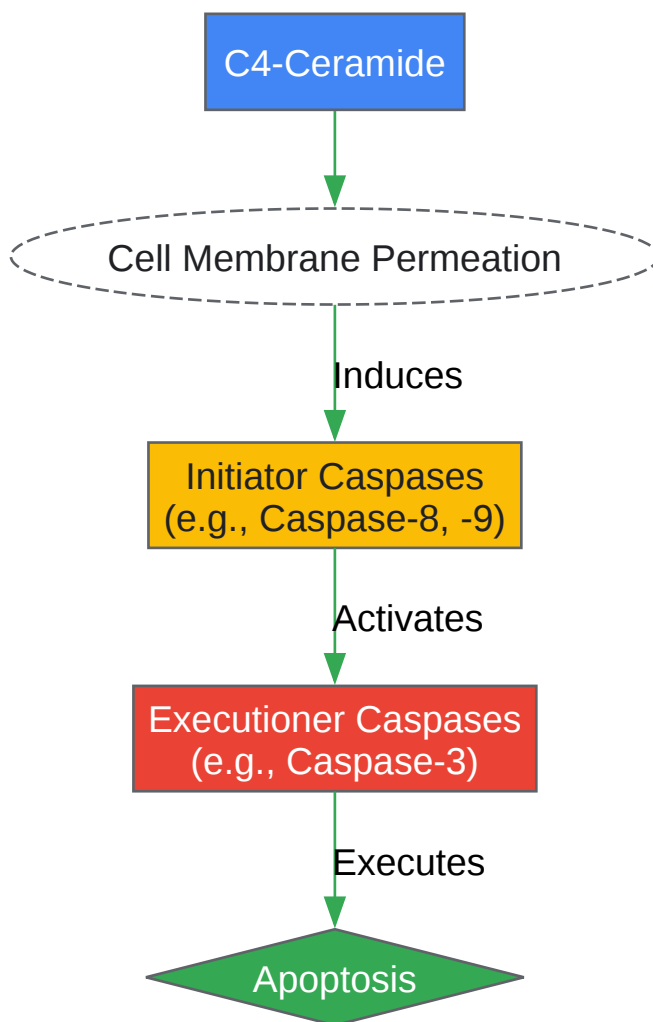 C4-Ceramide
Cell Membrane Permeation
Induces
Initiator Caspases
(e.g., Caspase-8, -9)
Activates
Executioner Caspases
(e.g., Caspase-3)
Executes
Apoptosis